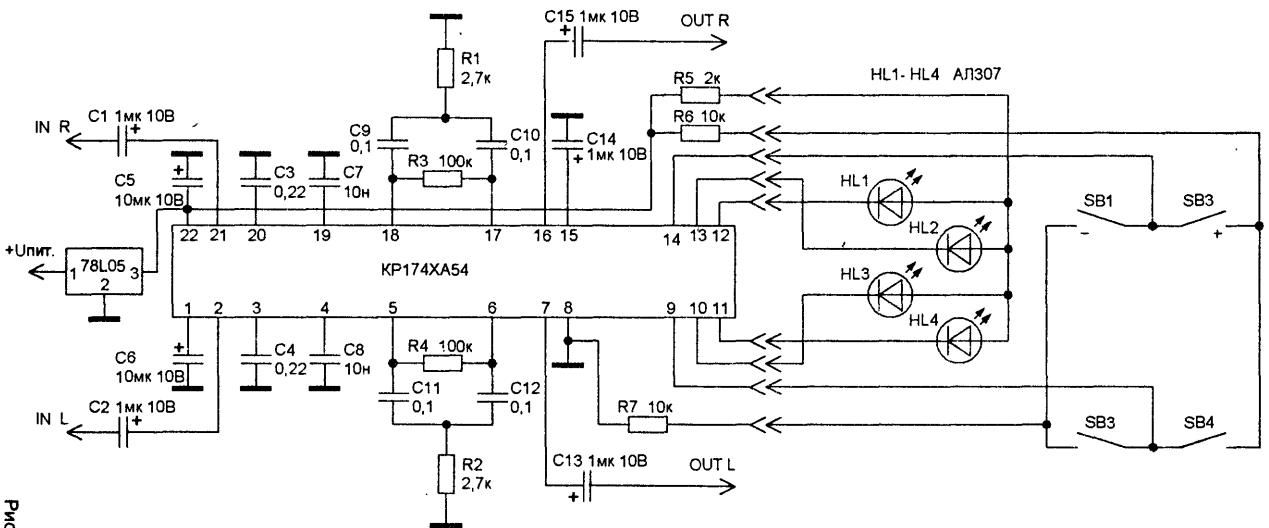 C15 1мк 10В
OUT R
+
R1
2,7к
R5 2к
HL1- HL4 АЛ307
C1 1мк 10В
IN R
+
C9
0,1
C10
0,1
R6 10к
C14
1мк 10В
+
R3 100к
+
C5
10мк 10В
C3
0,22
C7
10н
HL1
HL2
SB1
SB3
−
+
22 21 20 19 18 17 16 15 14 13 12
+Uпит.
1 78L05 3
2
КР174ХА54
HL3
HL4
1 2 3 4 5 6 7 8 9 10 11
+
C6
10мк 10В
C4
0,22
C8
10н
R4 100к
C11
0,1
C12
0,1
C2 1мк 10В
IN L
+
R7 10к
SB3
SB4
R2
2,7к
C13 1мк 10В
OUT L
+
Рис